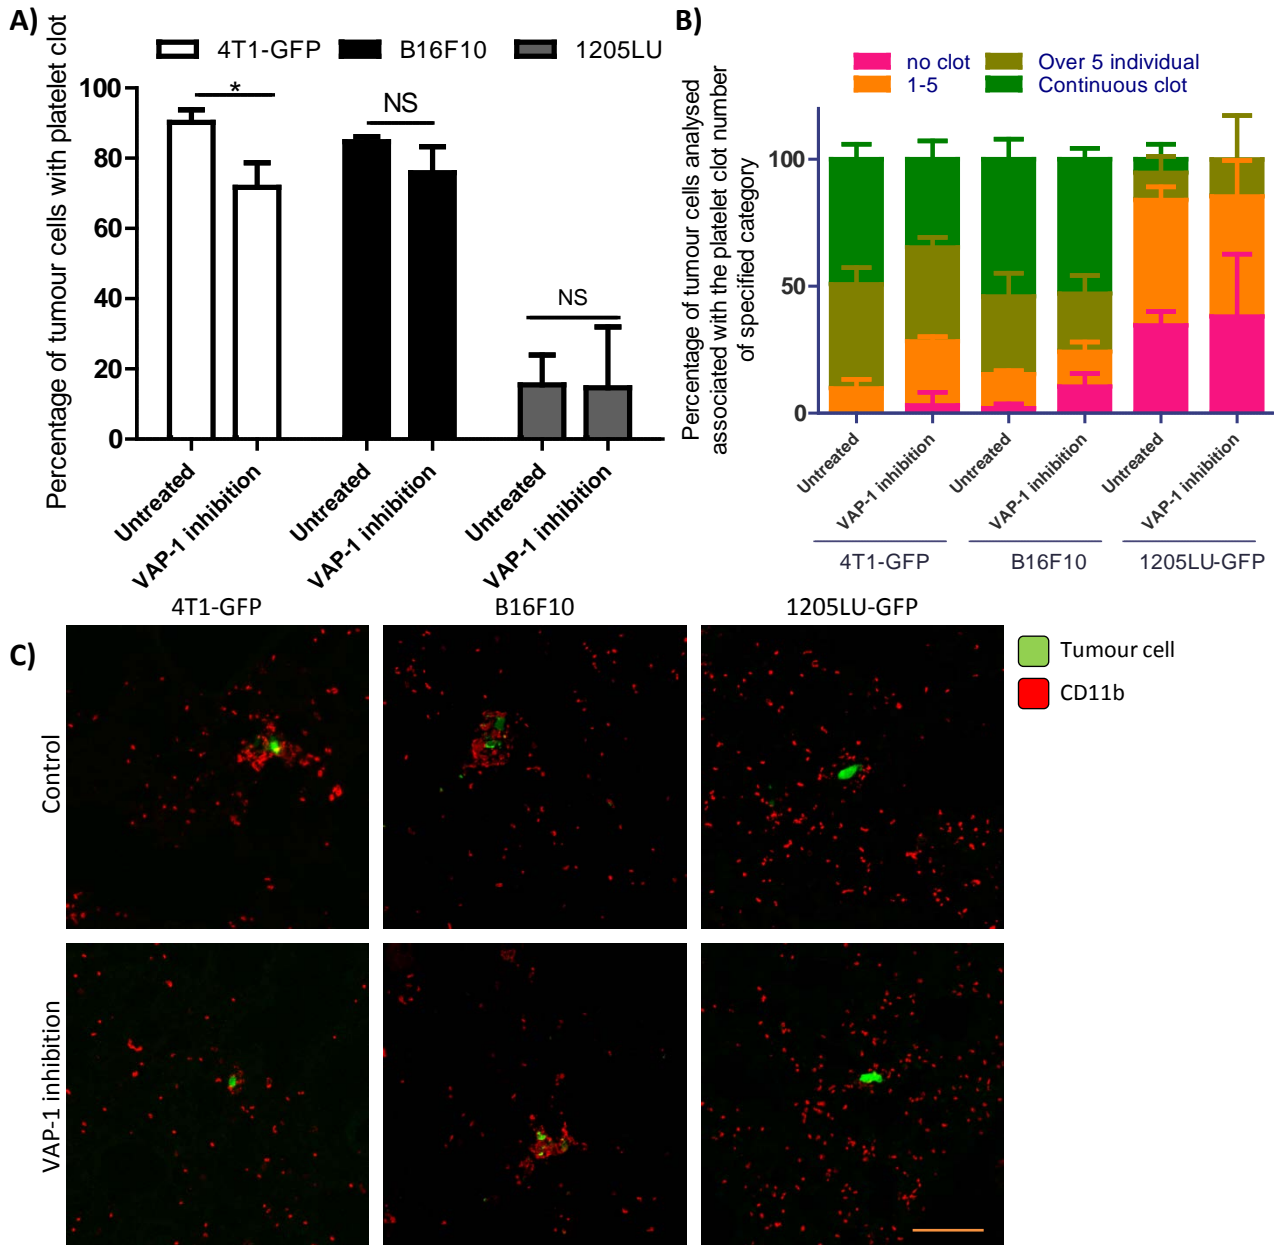 A)
Percentage of tumour cells with platelet clot
4T1-GFP
B16F10
1205LU
100
80
60
40
20
0
*
NS
NS
Untreated
VAP-1 inhibition
Untreated
VAP-1 inhibition
Untreated
VAP-1 inhibition
B)
Percentage of tumour cells analysed
associated with the platelet clot number
of specified category
no clot
Over 5 individual
1-5
Continuous clot
100
50
0
Untreated
VAP-1 inhibition
Untreated
VAP-1 inhibition
Untreated
VAP-1 inhibition
4T1-GFP
B16F10
1205LU-GFP
C)
4T1-GFP
B16F10
1205LU-GFP
Control
VAP-1 inhibition
Tumour cell
CD11b